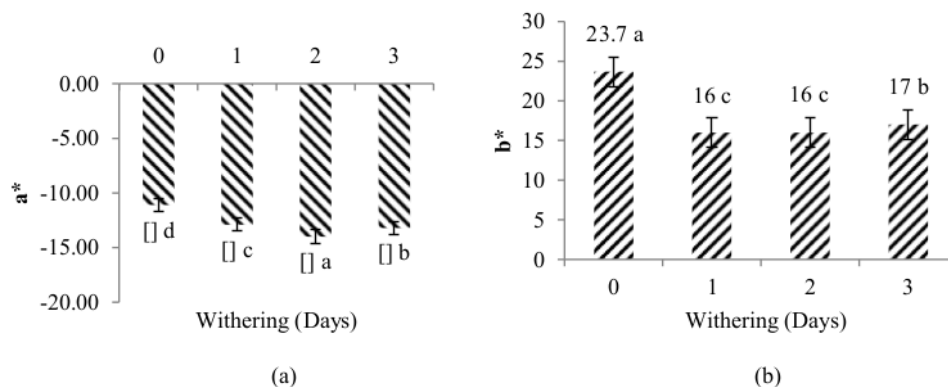 0 1 2 3
0.00
-5.00
-10.00
-15.00
-20.00
a*
[] d
[] c
[] a
[] b
Withering (Days)
(a)
30
25
20
15
10
5
0
b*
23.7 a
16 c
16 c
17 b
0 1 2 3
Withering (Days)
(b)